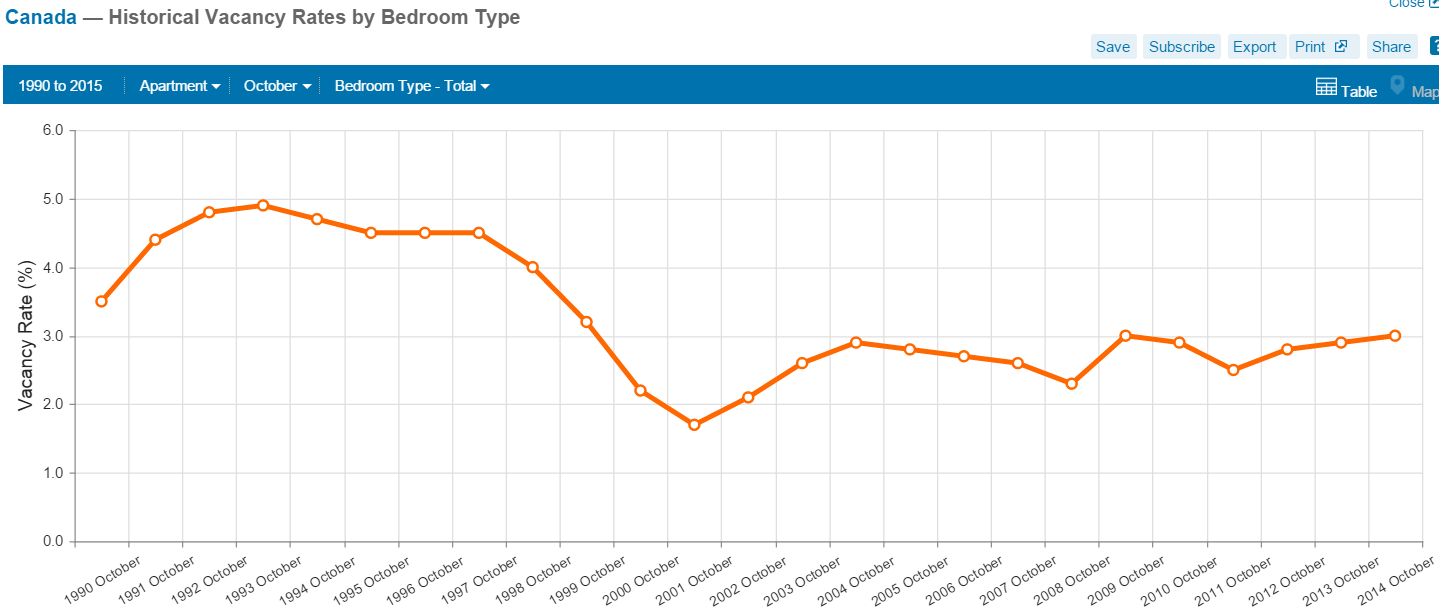 Close
Canada — Historical Vacancy Rates by Bedroom Type
Save Subscribe Export Print Share ?
1990 to 2015 Apartment October Bedroom Type - Total Table Map
6.0
5.0
4.0
3.0
2.0
1.0
0.0
Vacancy Rate (%)
1990 October 1991 October 1992 October 1993 October 1994 October 1995 October 1996 October 1997 October 1998 October 1999 October 2000 October 2001 October 2002 October 2003 October 2004 October 2005 October 2006 October 2007 October 2008 October 2009 October 2010 October 2011 October 2012 October 2013 October 2014 October